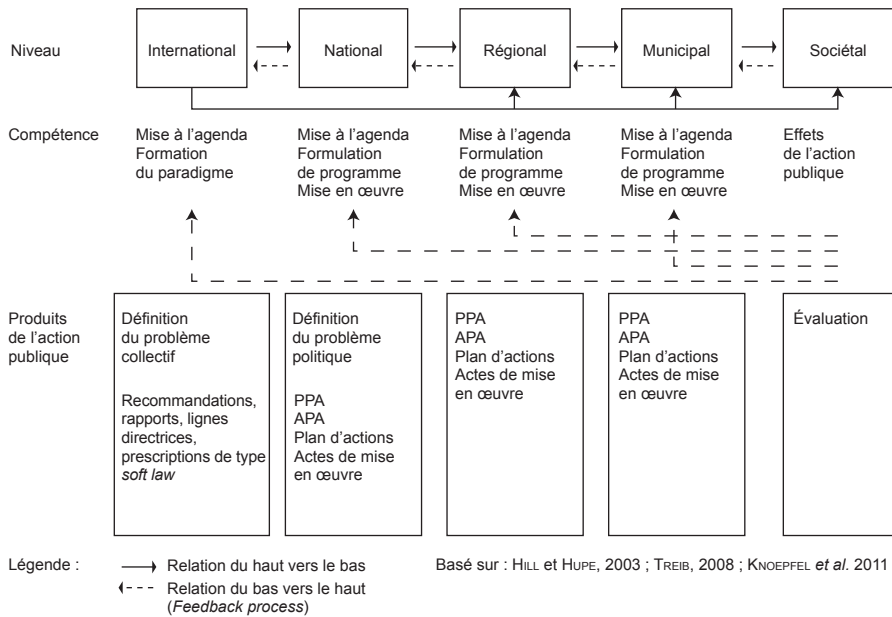 Niveau
International
National
Régional
Municipal
Sociétal
Compétence
Mise à l'agenda
Formation
du paradigme
Mise à l'agenda
Formulation
de programme
Mise en œuvre
Mise à l'agenda
Formulation
de programme
Mise en œuvre
Mise à l'agenda
Formulation
de programme
Mise en œuvre
Effets
de l'action
publique
Produits
de l'action
publique
Définition
du problème
collectif
Recommandations,
rapports, lignes
directrices,
prescriptions de type
soft law
Définition
du problème
politique
PPA
APA
Plan d'actions
Actes de mise
en œuvre
PPA
APA
Plan d'actions
Actes de mise
en œuvre
PPA
APA
Plan d'actions
Actes de mise
en œuvre
Évaluation
Légende :
Relation du haut vers le bas
Relation du bas vers le haut
(Feedback process)
Basé sur : HILL et HUPE, 2003 ; TREIB, 2008 ; KNOEPFEL et al. 2011